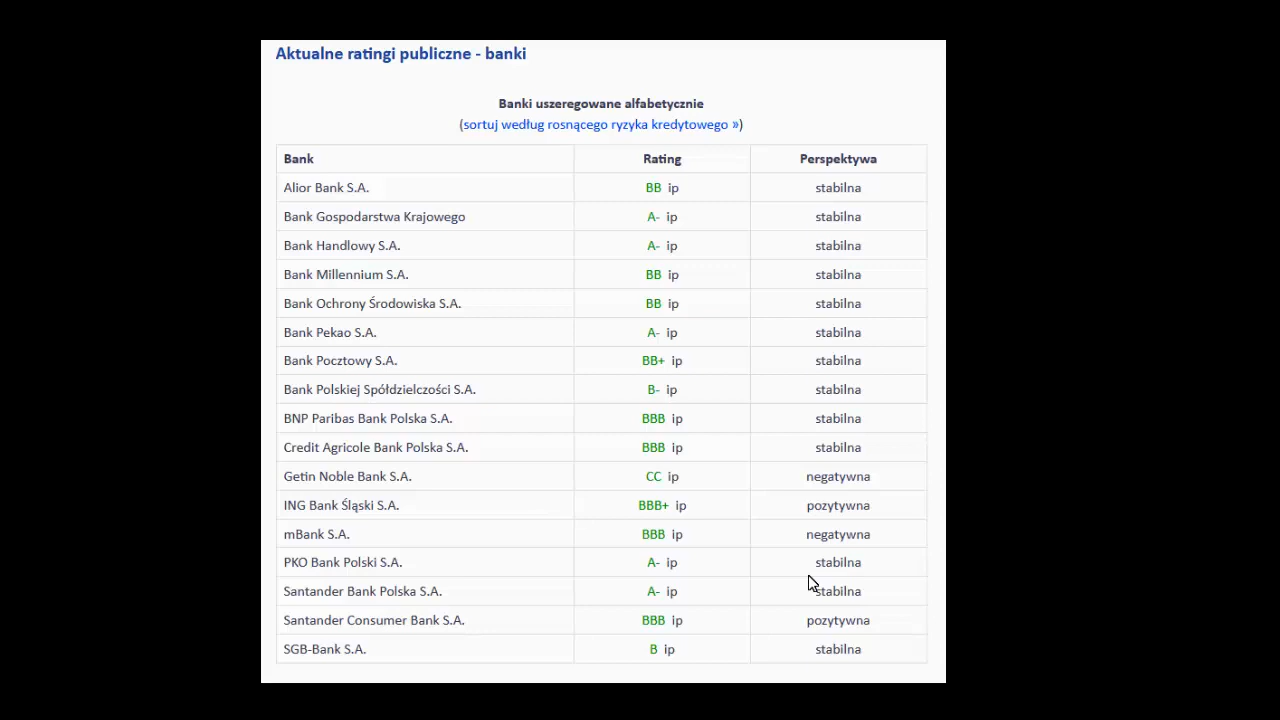 Aktualne ratingi publiczne - banki
Banki uszeregowane alfabetycznie
(sortuj według rosnącego ryzyka kredytowego »)
Bank Rating Perspektywa
Alior Bank S.A. BB ip stabilna
Bank Gospodarstwa Krajowego A- ip stabilna
Bank Handlowy S.A. A- ip stabilna
Bank Millennium S.A. BB ip stabilna
Bank Ochrony Środowiska S.A. BB ip stabilna
Bank Pekao S.A. A- ip stabilna
Bank Pocztowy S.A. BB+ ip stabilna
Bank Polskiej Spółdzielczości S.A. B- ip stabilna
BNP Paribas Bank Polska S.A. BBB ip stabilna
Credit Agricole Bank Polska S.A. BBB ip stabilna
Getin Noble Bank S.A. CC ip negatywna
ING Bank Śląski S.A. BBB+ ip pozytywna
mBank S.A. BBB ip negatywna
PKO Bank Polski S.A. A- ip stabilna
Santander Bank Polska S.A. A- ip stabilna
Santander Consumer Bank S.A. BBB ip pozytywna
SGB-Bank S.A. B ip stabilna